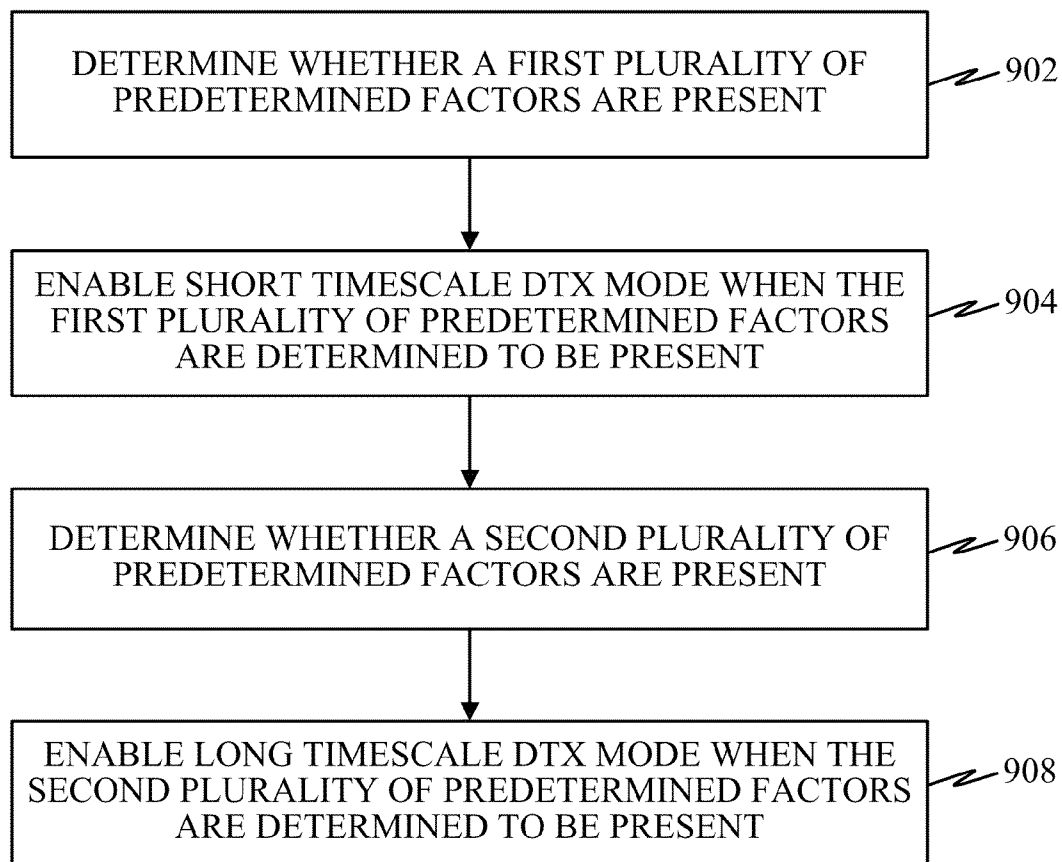 DETERMINE WHETHER A FIRST PLURALITY OF
PREDETERMINED FACTORS ARE PRESENT
902
ENABLE SHORT TIMESCALE DTX MODE WHEN THE
FIRST PLURALITY OF PREDETERMINED FACTORS
ARE DETERMINED TO BE PRESENT
904
DETERMINE WHETHER A SECOND PLURALITY OF
PREDETERMINED FACTORS ARE PRESENT
906
ENABLE LONG TIMESCALE DTX MODE WHEN THE
SECOND PLURALITY OF PREDETERMINED FACTORS
ARE DETERMINED TO BE PRESENT
908